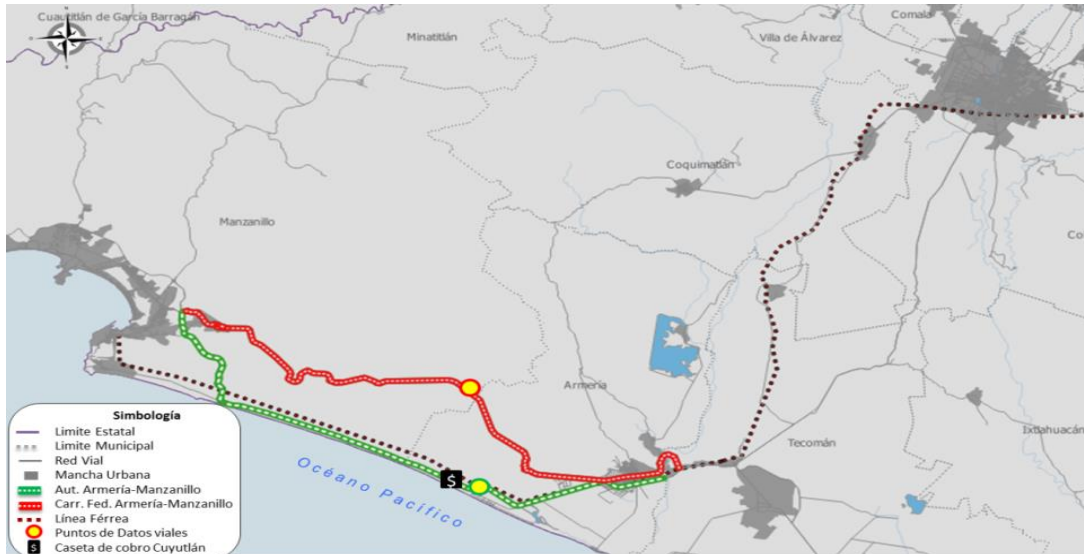 Cuautitlán de García Barragán
Minatitlán
Villa de Álvarez
Comala
Coquimatlán
Manzanillo
Armería
Tecomán
Ixtlahuacán
Co
$
Océano Pacífico
Simbología
Limite Estatal
Limite Municipal
Red Vial
Mancha Urbana
Aut. Armería-Manzanillo
Carr. Fed. Armería-Manzanillo
Línea Férrea
Puntos de Datos viales
$ Caseta de cobro Cuyutlán